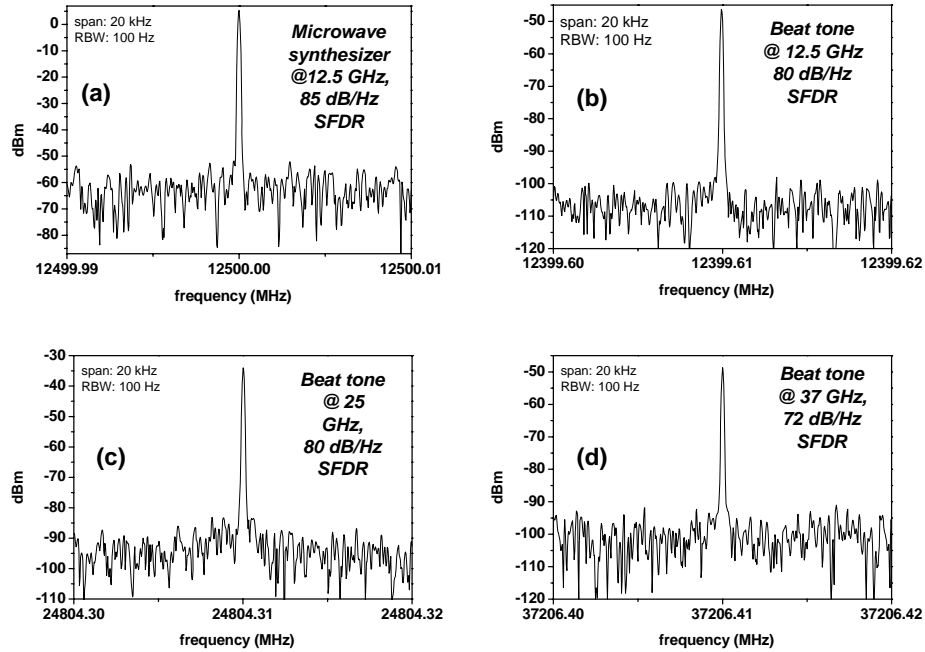 span: 20 kHz
RBW: 100 Hz
Microwave
synthesizer
@12.5 GHz,
85 dB/Hz
SFDR
(a)
0
-10
-20
-30
-40
-50
-60
-70
-80
dBm
12499.99
12500.00
12500.01
frequency (MHz)
span: 20 kHz
RBW: 100 Hz
Beat tone
@ 12.5 GHz
80 dB/Hz
SFDR
(b)
-50
-60
-70
-80
-90
-100
-110
-120
dBm
12399.60
12399.61
12399.62
frequency (MHz)
span: 20 kHz
RBW: 100 Hz
Beat tone
@ 25
GHz,
80 dB/Hz
SFDR
(c)
-30
-40
-50
-60
-70
-80
-90
-100
-110
dBm
24804.30
24804.31
24804.32
frequency (MHz)
span: 20 kHz
RBW: 100 Hz
Beat tone
@ 37 GHz,
72 dB/Hz
SFDR
(d)
-50
-60
-70
-80
-90
-100
-110
-120
dBm
37206.40
37206.41
37206.42
frequency (MHz)